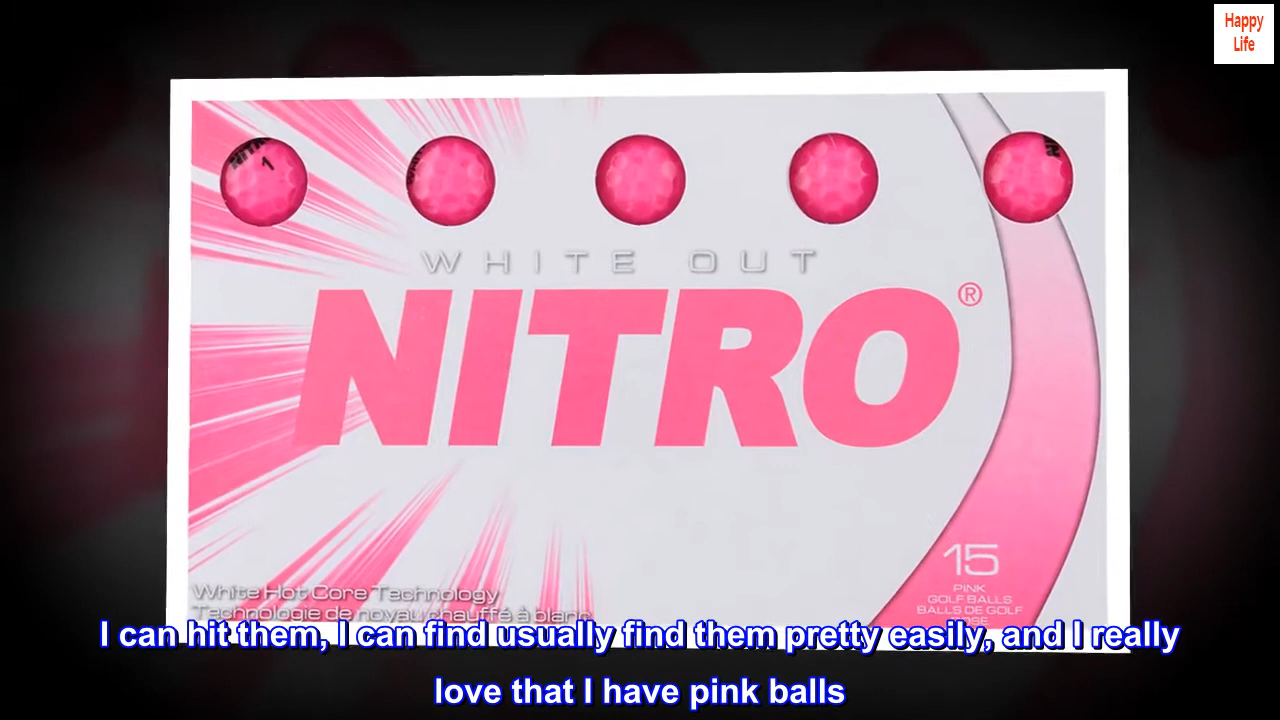 Happy
Life
NITR
1
WHITE OUT
NITRO®
15
PINK
GOLF BALLS
BALLS DE GOLF
White Hot Core Technology
Technologie de noyau chauffé à blanc
I can hit them, I can find usually find them pretty easily, and I really
love that I have pink balls